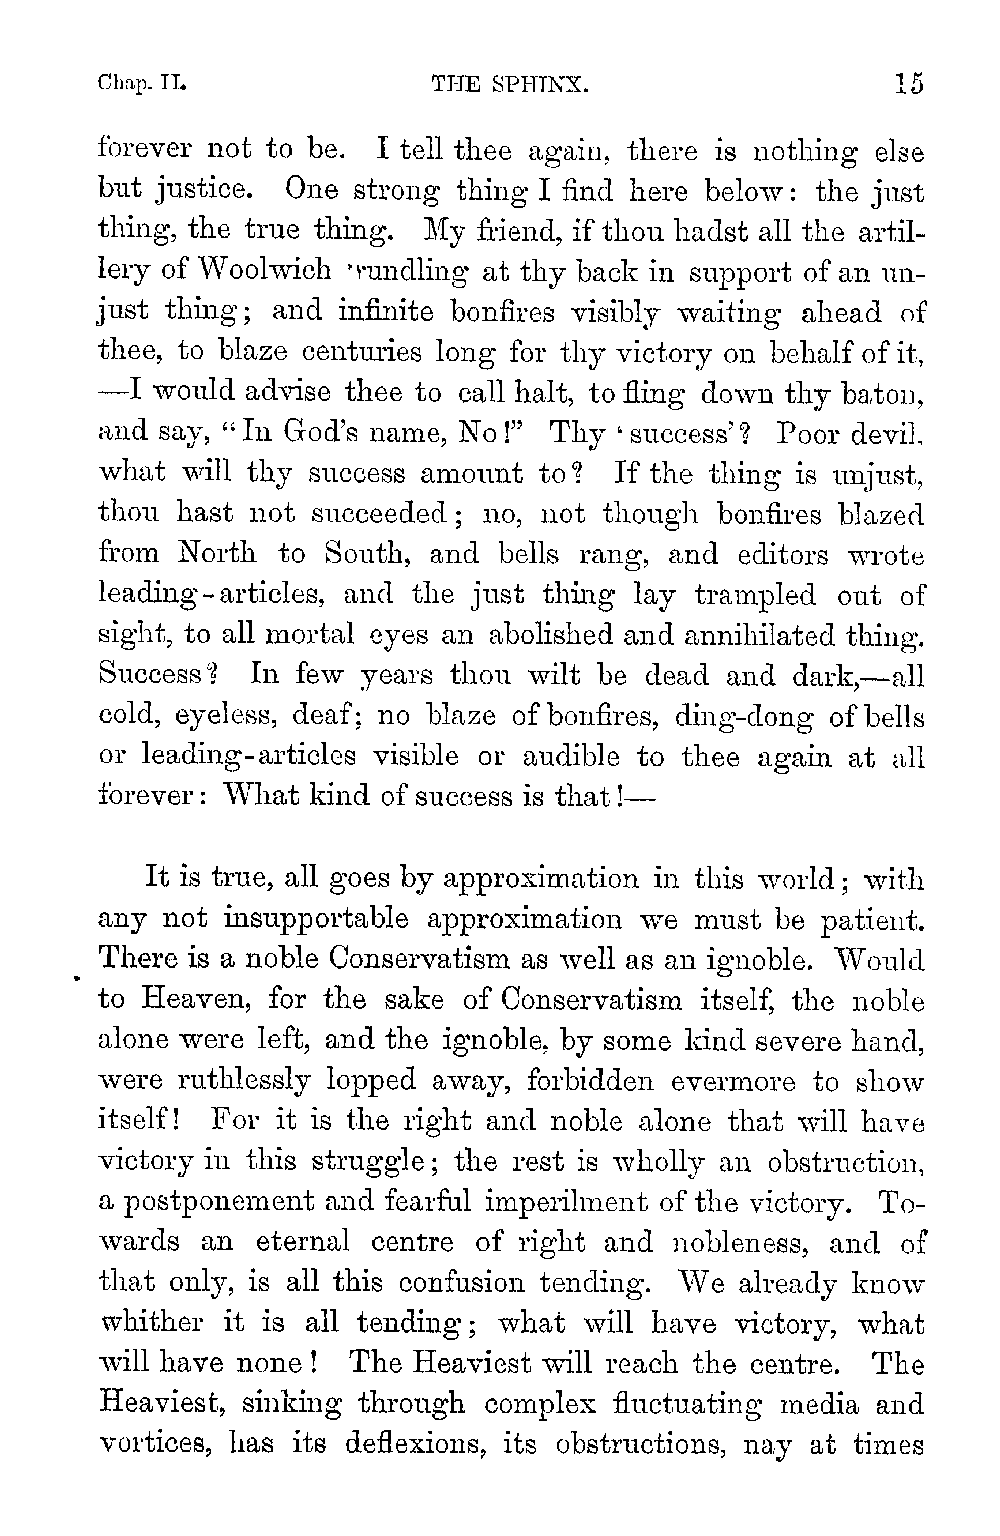 Chap. II. THE SPHINX. 15
forever not to be. I tell thee again, there is nothing else
but justice. One strong thing I find here below: the just
thing, the true thing. My friend, if thou hadst all the artil-
lery of Woolwich trundling at thy back in support of an un-
just thing; and infinite bonfires visibly waiting ahead of
thee, to blaze centuries long for thy victory on behalf of it,
—I would advise thee to call halt, to fling down thy baton,
and say, “In God's name, No!” Thy ‘success’? Poor devil,
what will thy success amount to? If the thing is unjust,
thou hast not succeeded; no, not though bonfires blazed
from North to South, and bells rang, and editors wrote
leading-articles, and the just thing lay trampled out of
sight, to all mortal eyes an abolished and annihilated thing.
Success? In few years thou wilt be dead and dark,—all
cold, eyeless, deaf; no blaze of bonfires, ding-dong of bells
or leading-articles visible or audible to thee again at all
forever: What kind of success is that!—
It is true, all goes by approximation in this world; with
any not insupportable approximation we must be patient.
There is a noble Conservatism as well as an ignoble. Would
to Heaven, for the sake of Conservatism itself, the noble
alone were left, and the ignoble, by some kind severe hand,
were ruthlessly lopped away, forbidden evermore to show
itself! For it is the right and noble alone that will have
victory in this struggle; the rest is wholly an obstruction,
a postponement and fearful imperilment of the victory. To-
wards an eternal centre of right and nobleness, and of
that only, is all this confusion tending. We already know
whither it is all tending; what will have victory, what
will have none! The Heaviest will reach the centre. The
Heaviest, sinking through complex fluctuating media and
vortices, has its deflexions, its obstructions, nay at times